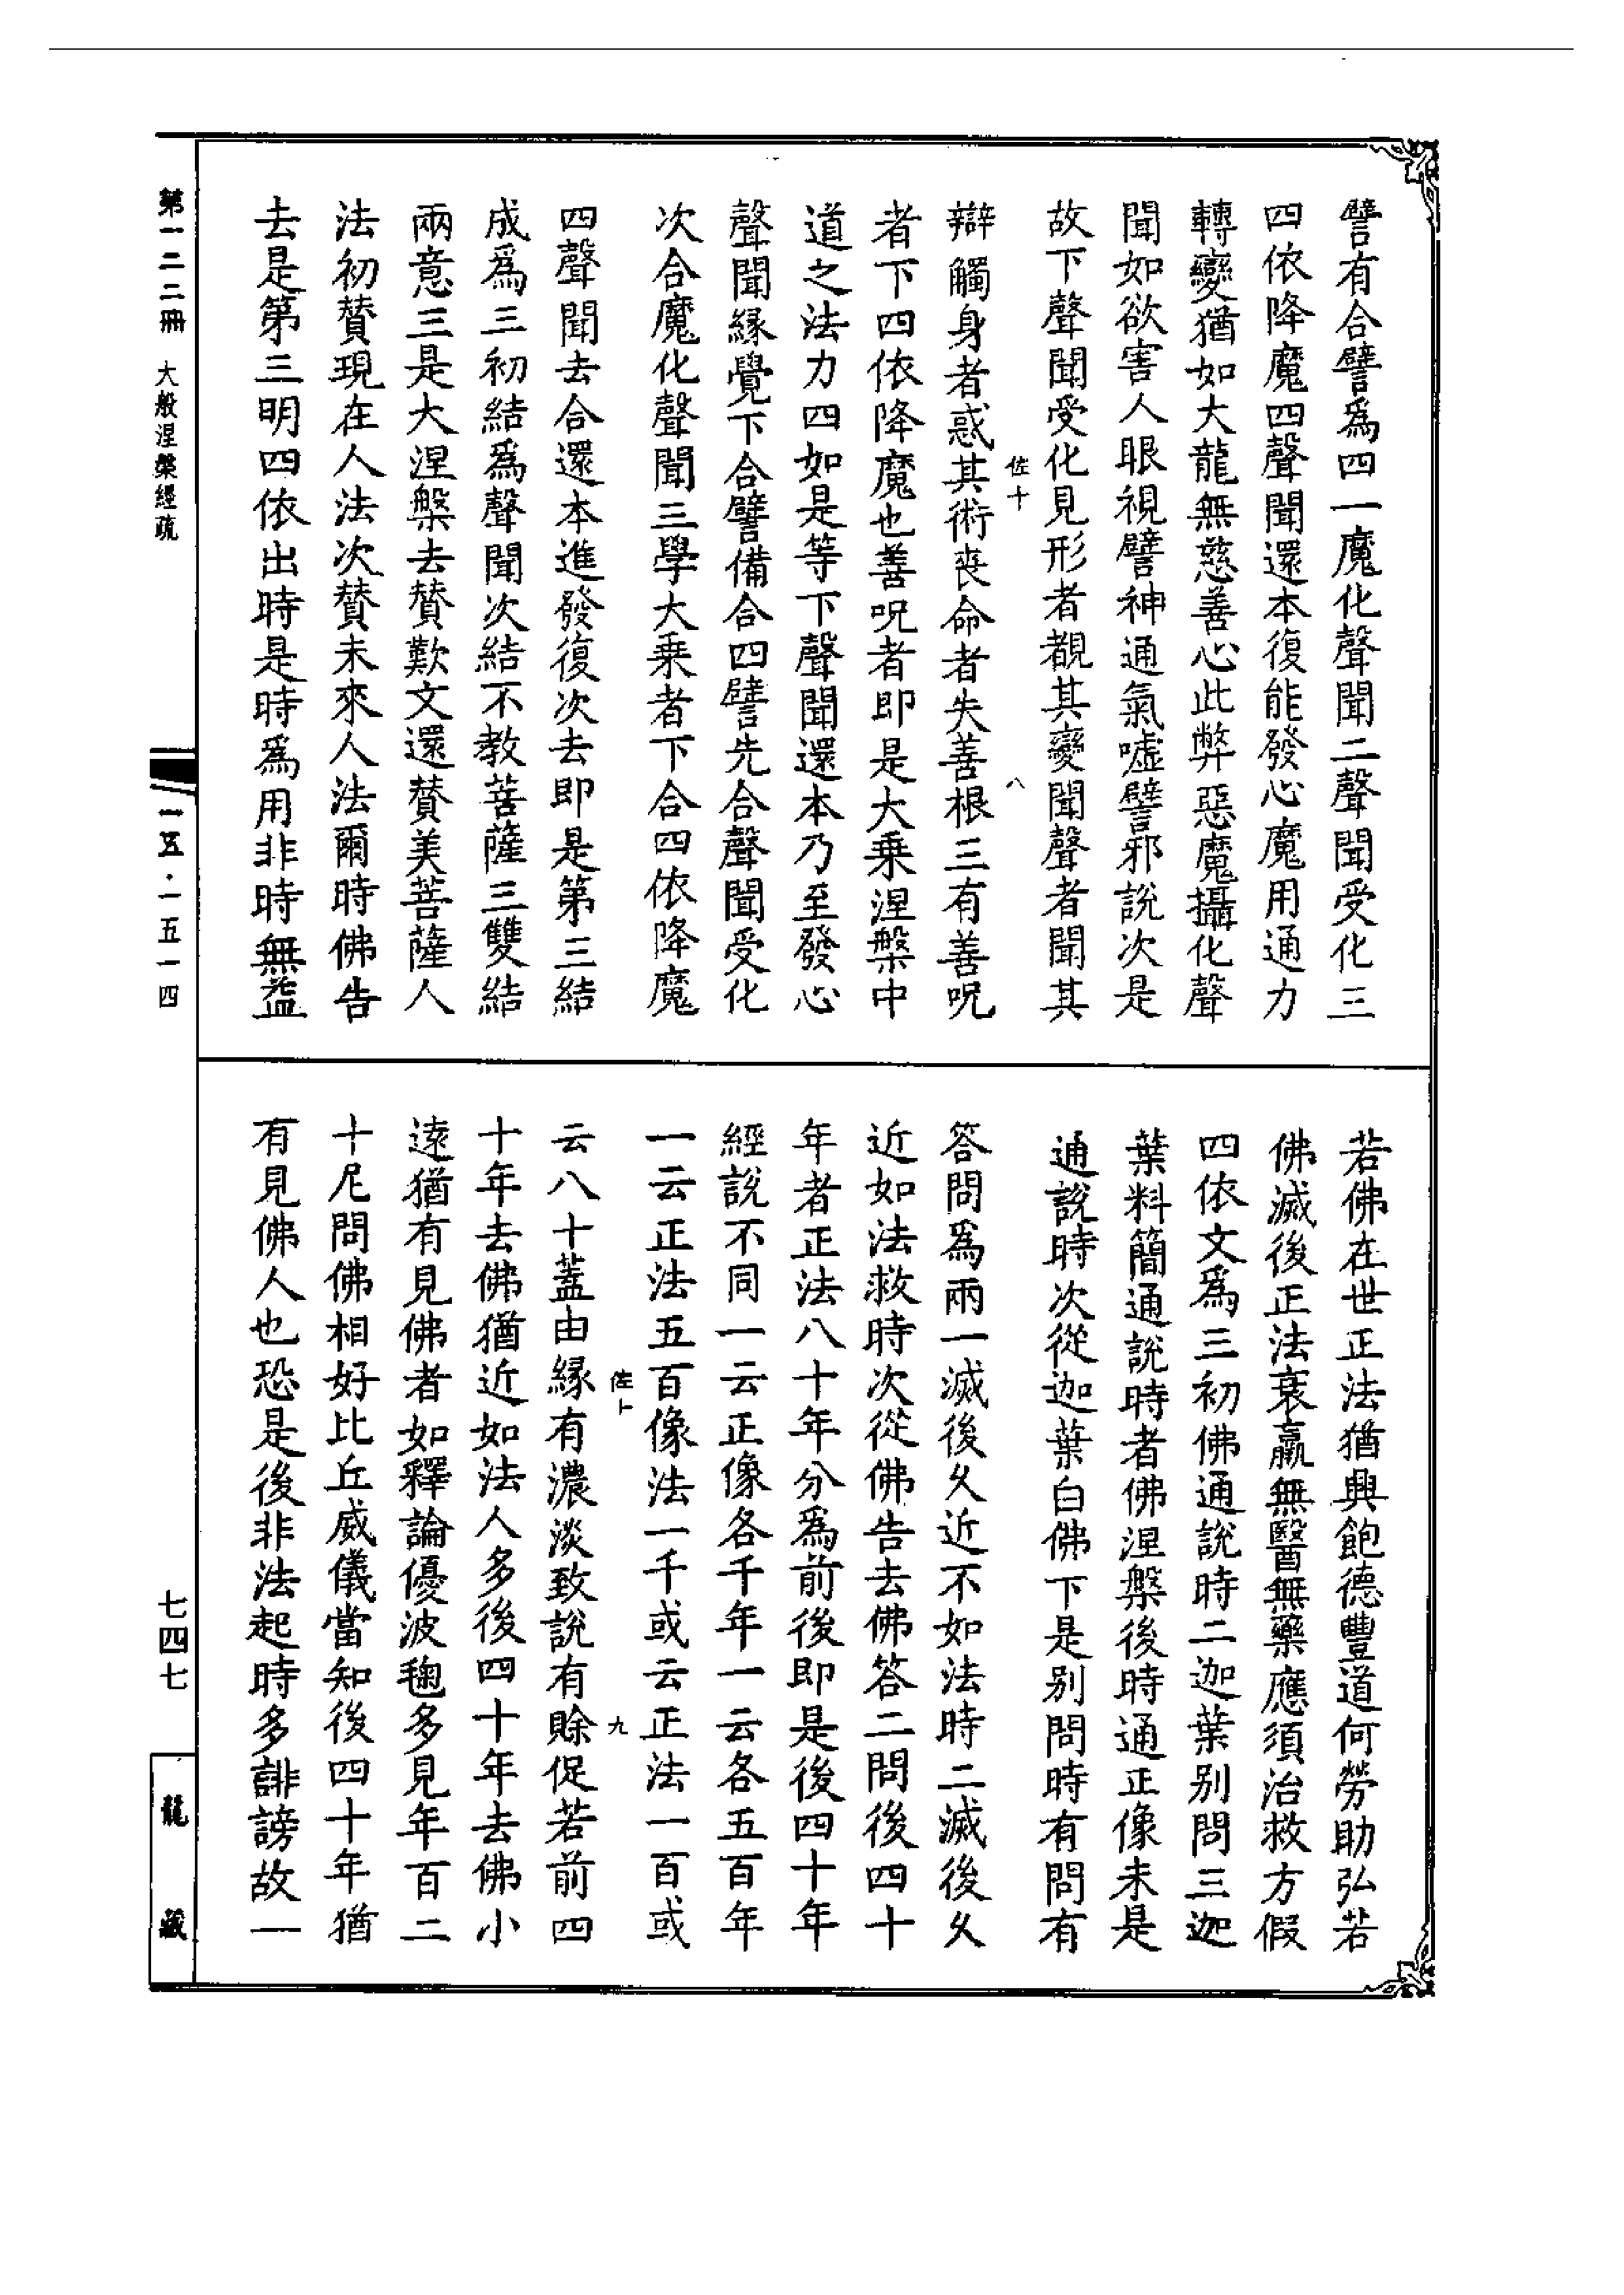 譬有合譬爲四一魔化聲聞二聲聞受化三
四依降魔四聲聞還本復能發心魔用通力
轉變猶如大龍無慈善心此弊惡魔攝化聲
聞如欲害人眼視譬神通氣噓譬邪說次是
故下聲聞受化見形者覩其變聞聲者聞其
佐十
八
辯觸身者惑其術喪命者失善根三有善呪
者下四依降魔也善呪者即是大乗涅槃中
道之法力四如是等下聲聞還本乃至發心
聲聞縁覺下合譬備合四譬先合聲聞受化
次合魔化聲聞三學大乗者下合四依降魔
四聲聞去合還本進發復次去即是第三結
成爲三初結爲聲聞次結不教菩薩三雙結
兩意三是大涅槃去賛歎文還賛美菩薩人
法初賛現在人法次賛未來人法爾時佛告
去是第三明四依出時是時爲用非時無益
若佛在世正法猶興飽德豐道何勞助弘若
佛滅後正法衰羸無醫無藥應須治救方假
四依文爲三初佛通說時二迦葉别問三迦
葉料簡通說時者佛涅槃後時通正像未是
通說時次從迦葉白佛下是别問時有問有
答問爲兩一滅後久近不如法時二滅後久
近如法救時次從佛告去佛答二問後四十
年者正法八十年分爲前後即是後四十年
經說不同一云正像各千年一云各五百年
一云正法五百像法一千或云正法一百或
佐十
九
云八十蓋由縁有濃淡致說有賒促若前四
十年去佛猶近如法人多後四十年去佛小
遠猶有見佛者如釋論優波毱多見年百二
十尼問佛相好比丘威儀當知後四十年猶
有見佛人也恐是後非法起時多誹謗故一
第一二二冊
大般涅槃經疏
一五·一五一四
七四七
龍藏